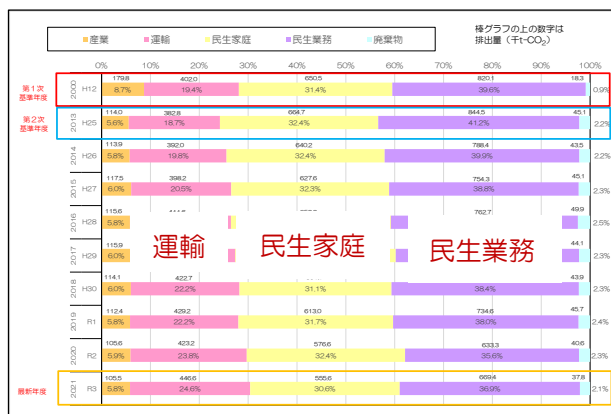 産業 運輸 民生家庭 民生業務 廃棄物
棒グラフの上の数字は
排出量(千t-CO₂)
0% 10% 20% 30% 40% 50% 60% 70% 80% 90% 100%
第1次
基準年度
2000 H12
179.8 402.0 650.5 820.1 18.3
8.7% 19.4% 31.4% 39.6% 0.9%
第2次
基準年度
2013 H25
114.0 382.8 664.7 844.5 45.1
5.6% 18.7% 32.4% 41.2% 2.2%
2014 H26
113.9 392.0 640.2 788.4 43.5
5.8% 19.8% 32.4% 39.9% 2.2%
2015 H27
117.5 398.2 627.6 754.3 45.1
6.0% 20.5% 32.3% 38.8% 2.3%
2016 H28
115.6 762.7 49.9
5.8% 2.5%
運輸 民生家庭 民生業務
2017 H29
115.9 44.1
6.0% 2.3%
2018 H30
114.1 422.7 43.9
6.0% 22.2% 31.1% 38.4% 2.3%
2019 R1
112.4 429.2 613.0 734.6 45.7
5.8% 22.2% 31.7% 38.0% 2.4%
2020 R2
105.6 423.2 576.6 633.3 40.6
5.9% 23.8% 32.4% 35.6% 2.3%
最新年度
2021 R3
105.5 446.6 555.6 669.4 37.8
5.8% 24.6% 30.6% 36.9% 2.1%